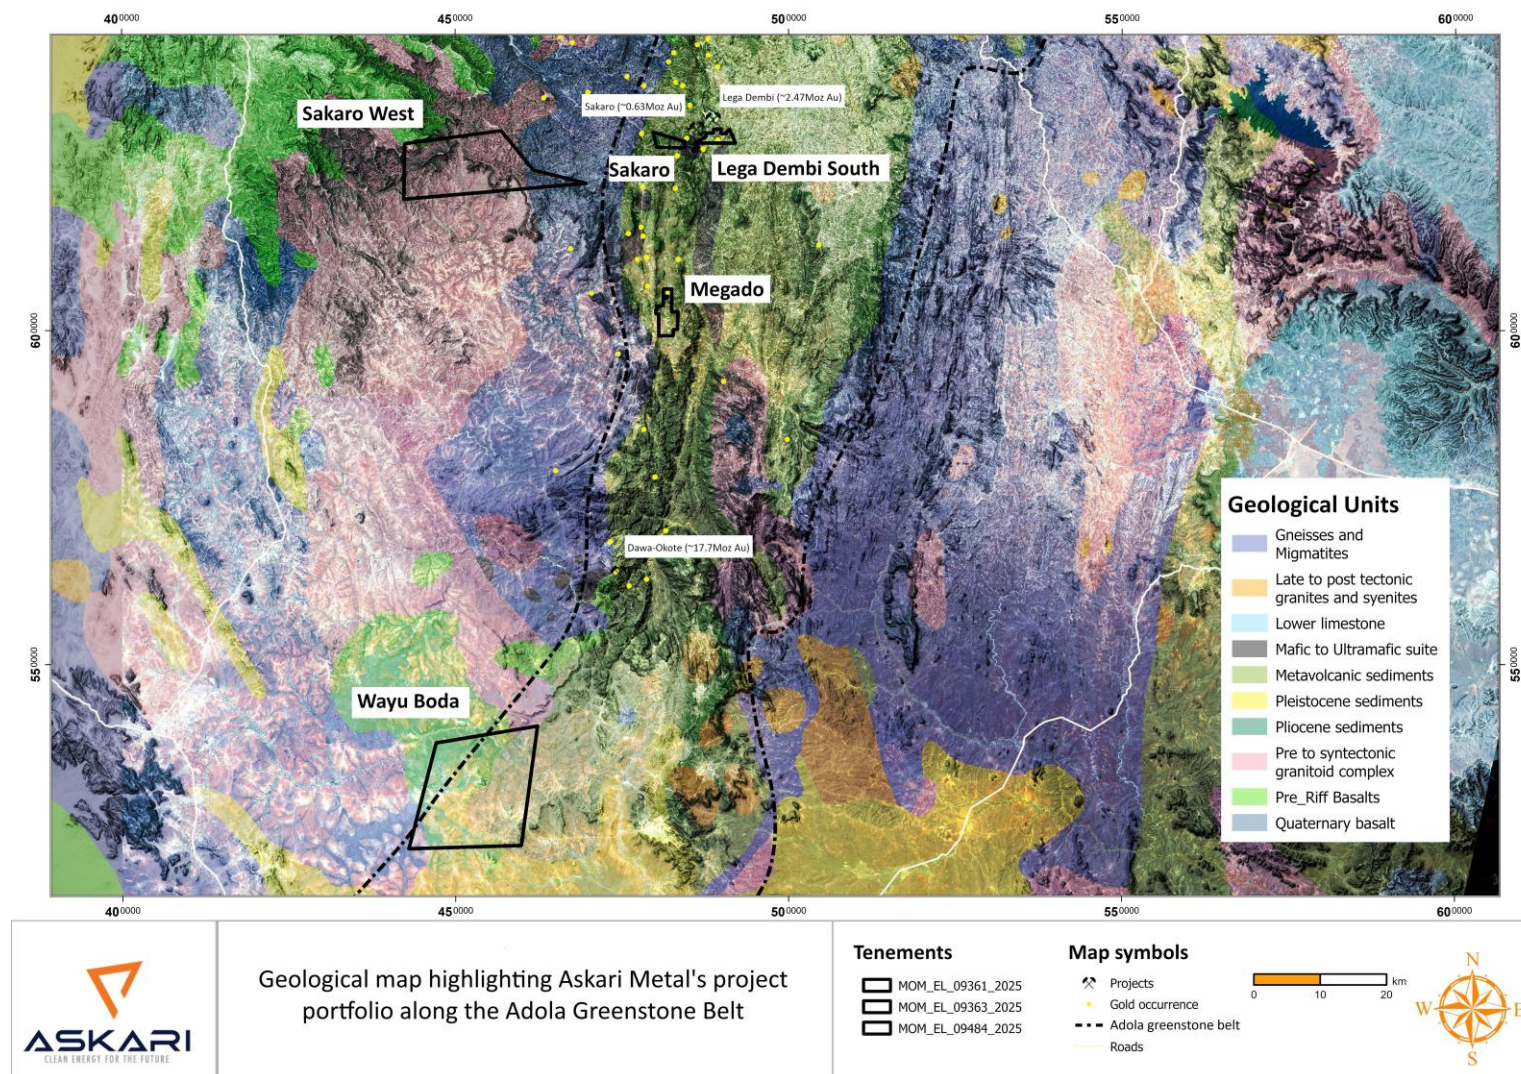 400000 450000 500000 550000 600000
Sakaro West
Sakaro (~0.63Moz Au)
Lega Dembi (~2.47Moz Au)
Sakaro
Lega Dembi South
Megado
600000
600000
Dawa-Okote (~17.7Moz Au)
Wayu Boda
550000
550000
Geological Units
Gneisses and
Migmatites
Late to post tectonic
granites and syenites
Lower limestone
Mafic to Ultramafic suite
Metavolcanic sediments
Pleistocene sediments
Pliocene sediments
Pre to syntectonic
granitoid complex
Pre_Riff Basalts
Quaternary basalt
400000 450000 500000 550000 600000
ASKARI
CLEAN ENERGY FOR THE FUTURE
Geological map highlighting Askari Metal's project
portfolio along the Adola Greenstone Belt
Tenements
MOM_EL_09361_2025
MOM_EL_09363_2025
MOM_EL_09484_2025
Map symbols
Projects
Gold occurrence
Adola greenstone belt
Roads
0 10 20 km
N
W E
S